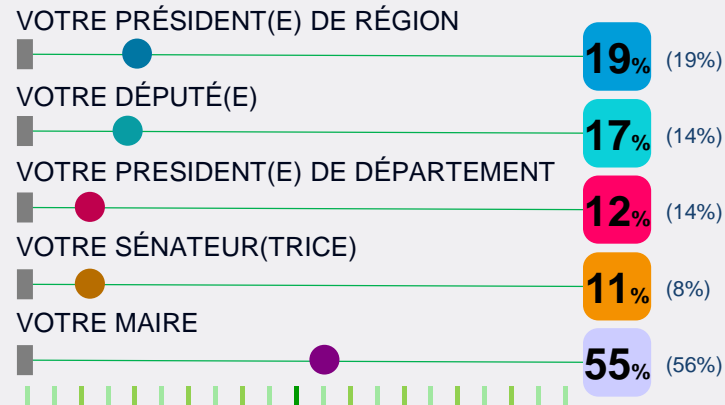 VOTRE PRÉSIDENT(E) DE RÉGION
19% (19%)
VOTRE DÉPUTÉ(E)
17% (14%)
VOTRE PRESIDENT(E) DE DÉPARTEMENT
12% (14%)
VOTRE SÉNATEUR(TRICE)
11% (8%)
VOTRE MAIRE
55% (56%)